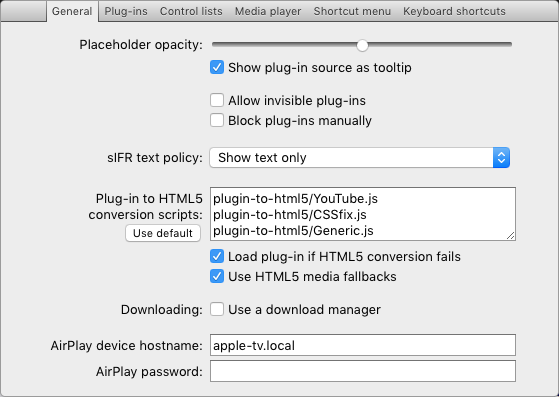 General Plug-ins Control lists Media player Shortcut menu Keyboard shortcuts
Placeholder opacity:
Show plug-in source as tooltip
Allow invisible plug-ins
Block plug-ins manually
sIFR text policy: Show text only
Plug-in to HTML5 conversion scripts:
Use default
plugin-to-html5/YouTube.js
plugin-to-html5/CSSfix.js
plugin-to-html5/Generic.js
Load plug-in if HTML5 conversion fails
Use HTML5 media fallbacks
Downloading: Use a download manager
AirPlay device hostname: apple-tv.local
AirPlay password: